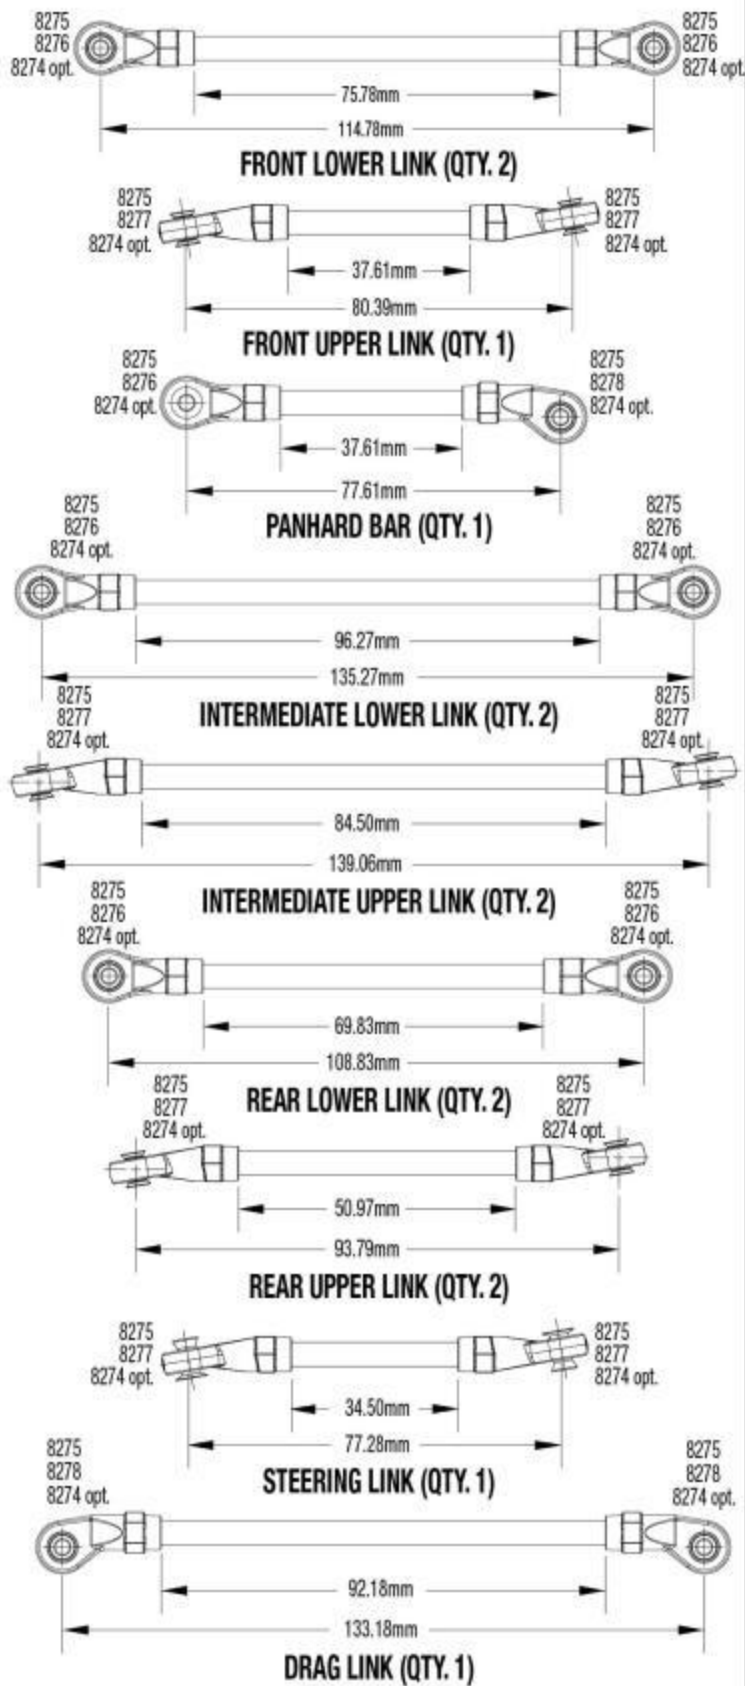 8275
8276
8274 opt.
8275
8276
8274 opt.
75.78mm
114.78mm
FRONT LOWER LINK (QTY. 2)
8275
8277
8274 opt.
8275
8277
8274 opt.
37.61mm
80.39mm
FRONT UPPER LINK (QTY. 1)
8275
8276
8274 opt.
8275
8278
8274 opt.
37.61mm
77.61mm
PANHARD BAR (QTY. 1)
8275
8276
8274 opt.
8275
8276
8274 opt.
96.27mm
135.27mm
INTERMEDIATE LOWER LINK (QTY. 2)
8275
8277
8274 opt.
8275
8277
8274 opt.
84.50mm
139.06mm
INTERMEDIATE UPPER LINK (QTY. 2)
8275
8276
8274 opt.
8275
8276
8274 opt.
69.83mm
108.83mm
REAR LOWER LINK (QTY. 2)
8275
8277
8274 opt.
8275
8277
8274 opt.
50.97mm
93.79mm
REAR UPPER LINK (QTY. 2)
8275
8277
8274 opt.
8275
8277
8274 opt.
34.50mm
77.28mm
STEERING LINK (QTY. 1)
8275
8278
8274 opt.
8275
8278
8274 opt.
92.18mm
133.18mm
DRAG LINK (QTY. 1)